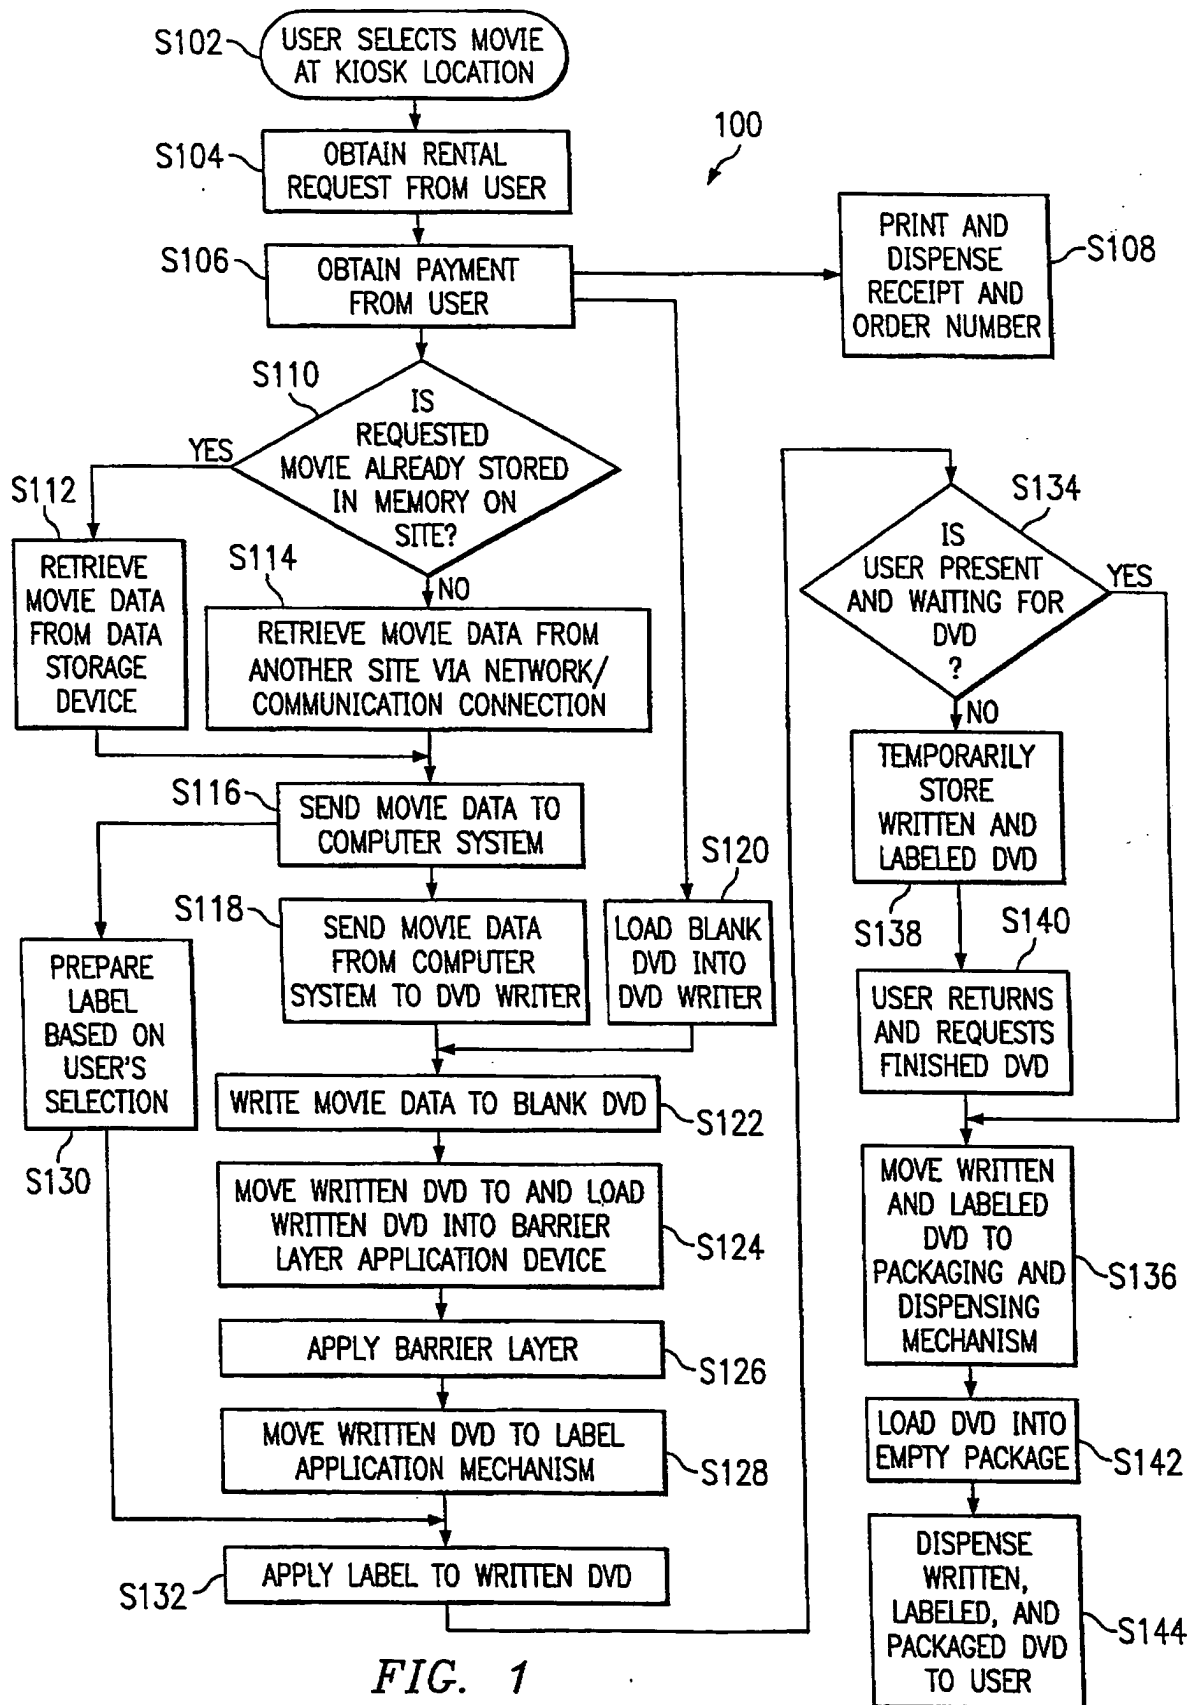 S102
USER SELECTS MOVIE
AT KIOSK LOCATION
100
S104
OBTAIN RENTAL
REQUEST FROM USER
S106
OBTAIN PAYMENT
FROM USER
PRINT AND
DISPENSE
RECEIPT AND
ORDER NUMBER
S108
S110
IS
REQUESTED
MOVIE ALREADY STORED
IN MEMORY ON
SITE?
YES
NO
S112
RETRIEVE
MOVIE DATA
FROM DATA
STORAGE
DEVICE
S114
RETRIEVE MOVIE DATA FROM
ANOTHER SITE VIA NETWORK/
COMMUNICATION CONNECTION
S116
SEND MOVIE DATA TO
COMPUTER SYSTEM
S118
SEND MOVIE DATA
FROM COMPUTER
SYSTEM TO DVD WRITER
S120
LOAD BLANK
DVD INTO
DVD WRITER
PREPARE
LABEL
BASED ON
USER'S
SELECTION
S130
WRITE MOVIE DATA TO BLANK DVD
S122
MOVE WRITTEN DVD TO AND LOAD
WRITTEN DVD INTO BARRIER
LAYER APPLICATION DEVICE
S124
APPLY BARRIER LAYER
S126
MOVE WRITTEN DVD TO LABEL
APPLICATION MECHANISM
S128
APPLY LABEL TO WRITTEN DVD
S132
S134
IS
USER PRESENT
AND WAITING FOR
DVD
?
YES
NO
TEMPORARILY
STORE
WRITTEN AND
LABELED DVD
S138
S140
USER RETURNS
AND REQUESTS
FINISHED DVD
MOVE WRITTEN
AND LABELED
DVD TO
PACKAGING AND
DISPENSING
MECHANISM
S136
LOAD DVD INTO
EMPTY PACKAGE
S142
DISPENSE
WRITTEN,
LABELED, AND
PACKAGED DVD
TO USER
S144
FIG. 1